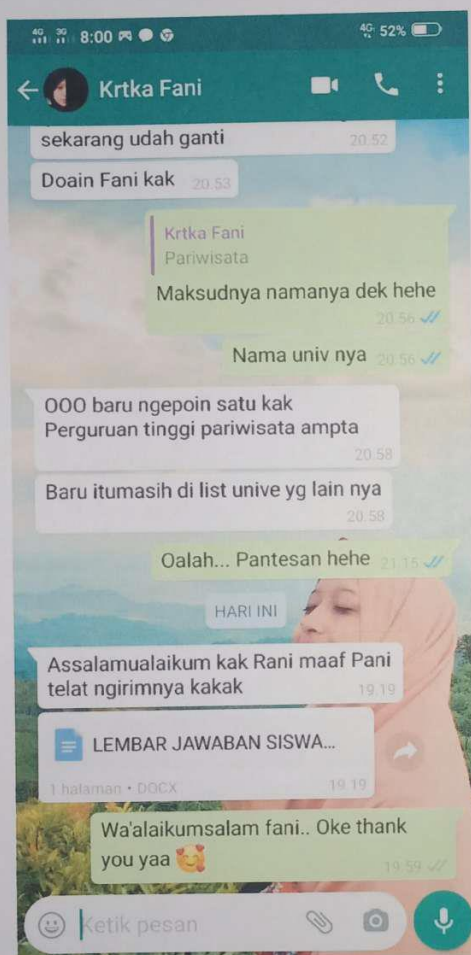 4G 3G 8:00 4G 52%
Krtka Fani
sekarang udah ganti
20.52
Doain Fani kak 20.53
Krtka Fani
Pariwisata
Maksudnya namanya dek hehe
20.56
Nama univ nya 20.56
OOO baru ngepoin satu kak
Perguruan tinggi pariwisata ampta
20.58
Baru itumasih di list unive yg lain nya
20.58
Oalah... Pantesan hehe 21.15
HARI INI
Assalamualaikum kak Rani maaf Pani
telat ngirimnya kakak 19.19
LEMBAR JAWABAN SISWA...
1 halaman • DOCX 19.19
Wa'alaikumsalam fani.. Oke thank
you yaa 🥰 19.59
Ketik pesan